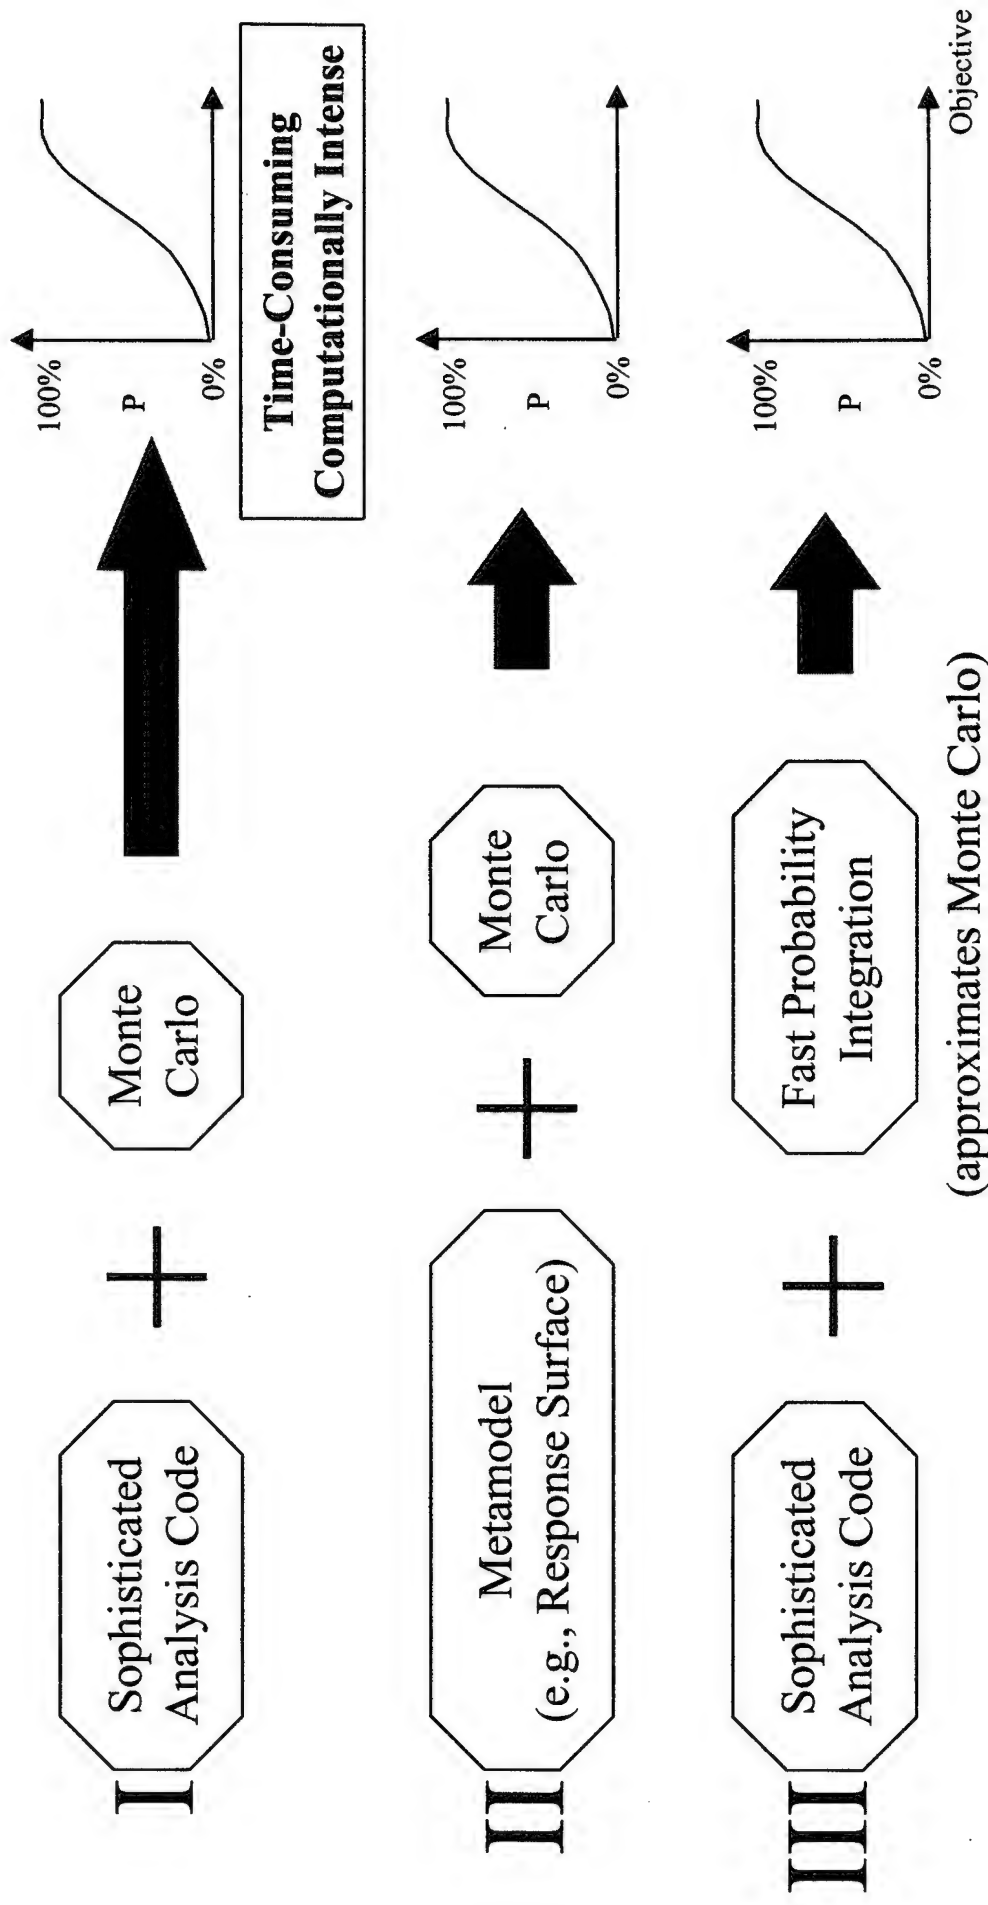 I
Sophisticated
Analysis Code
+
Monte
Carlo
100%
P
0%
Time-Consuming
Computationally Intense
II
Metamodel
(e.g., Response Surface)
+
Monte
Carlo
100%
P
0%
III
Sophisticated
Analysis Code
+
Fast Probability
Integration
(approximates Monte Carlo)
100%
P
0%
Objective